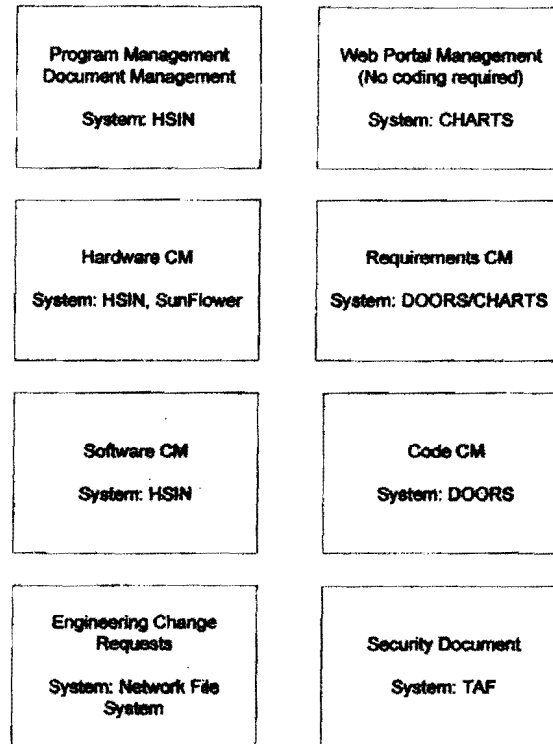 Program Management
Document Management
System: HSIN
Web Portal Management
(No coding required)
System: CHARTS
Hardware CM
System: HSIN, SunFlower
Requirements CM
System: DOORS/CHARTS
Software CM
System: HSIN
Code CM
System: DOORS
Engineering Change
Requests
System: Network File
System
Security Document
System: TAF